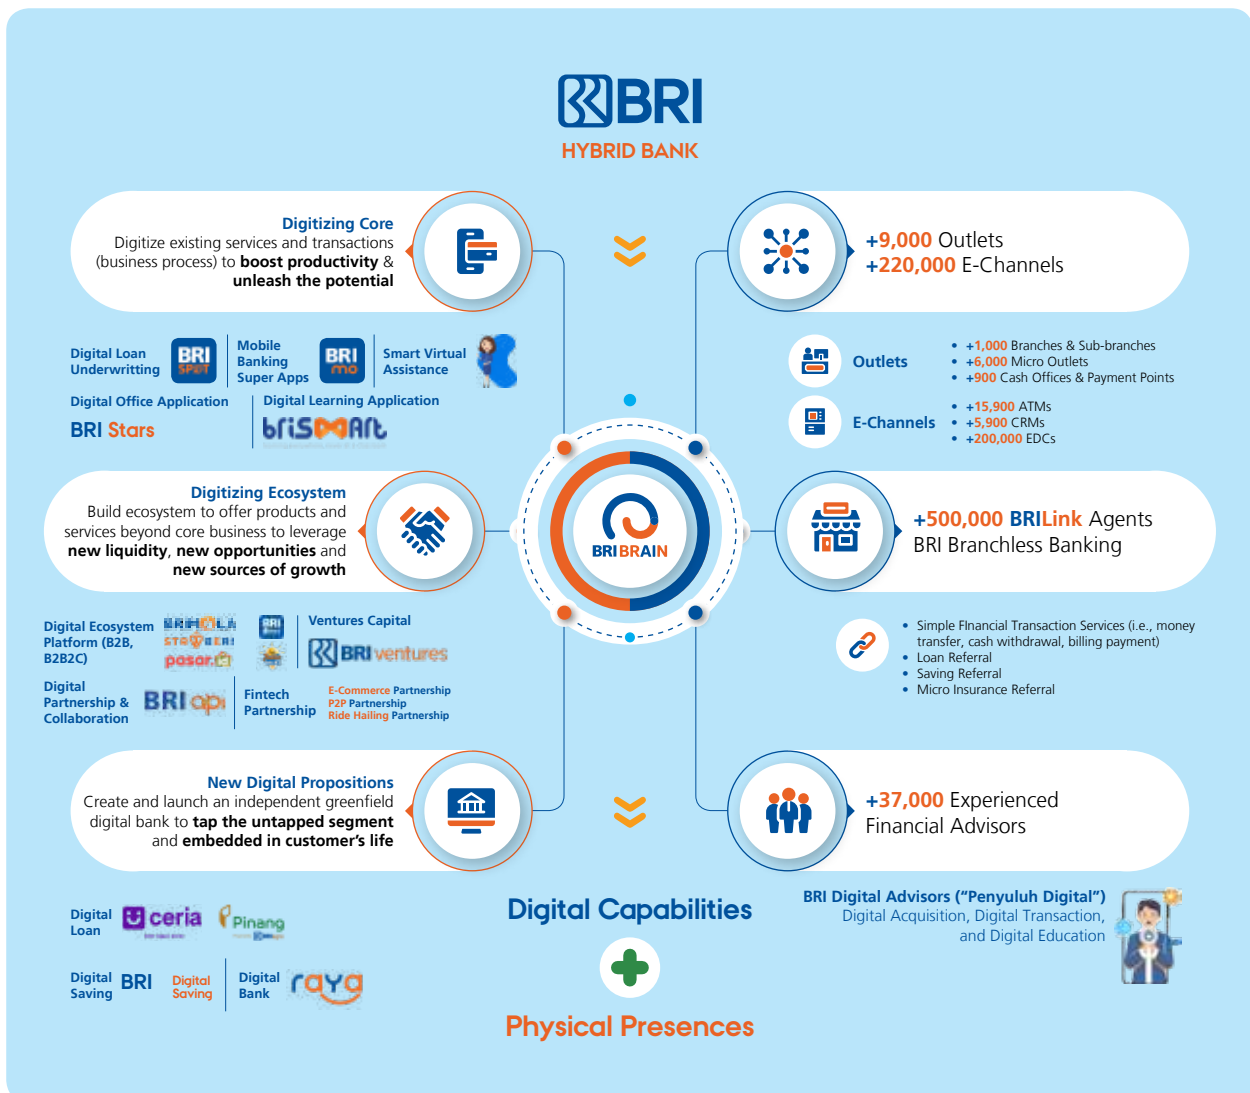 BRI
HYBRID BANK
Digitizing Core
Digitize existing services and transactions
(business process) to boost productivity &
unleash the potential
Digital Loan
Underwritting
BRI
SPOT
Mobile
Banking
Super Apps
BRI
mo
Smart Virtual
Assistance
Digital Office Application
BRI Stars
Digital Learning Application
brismart
+9,000 Outlets
+220,000 E-Channels
Outlets
• +1,000 Branches & Sub-branches
• +6,000 Micro Outlets
• +900 Cash Offices & Payment Points
E-Channels
• +15,900 ATMs
• +5,900 CRMs
• +200,000 EDCs
Digitizing Ecosystem
Build ecosystem to offer products and
services beyond core business to leverage
new liquidity, new opportunities and
new sources of growth
BRIBRAIN
+500,000 BRILink Agents
BRI Branchless Banking
Digital Ecosystem
Platform (B2B,
B2B2C)
pasar.
BRI
Ventures Capital
BRI ventures
Digital
Partnership &
Collaboration
BRI api
Fintech
Partnership
E-Commerce Partnership
P2P Partnership
Ride Hailing Partnership
• Simple FInancial Transaction Services (i.e., money
transfer, cash withdrawal, billing payment)
• Loan Referral
• Saving Referral
• Micro Insurance Referral
New Digital Propositions
Create and launch an independent greenfield
digital bank to tap the untapped segment
and embedded in customer's life
+37,000 Experienced
Financial Advisors
Digital
Loan
ceria
Pinang
Digital
Saving
BRI
Digital
Saving
Digital
Bank
raya
Digital Capabilities
Physical Presences
BRI Digital Advisors ("Penyuluh Digital")
Digital Acquisition, Digital Transaction,
and Digital Education